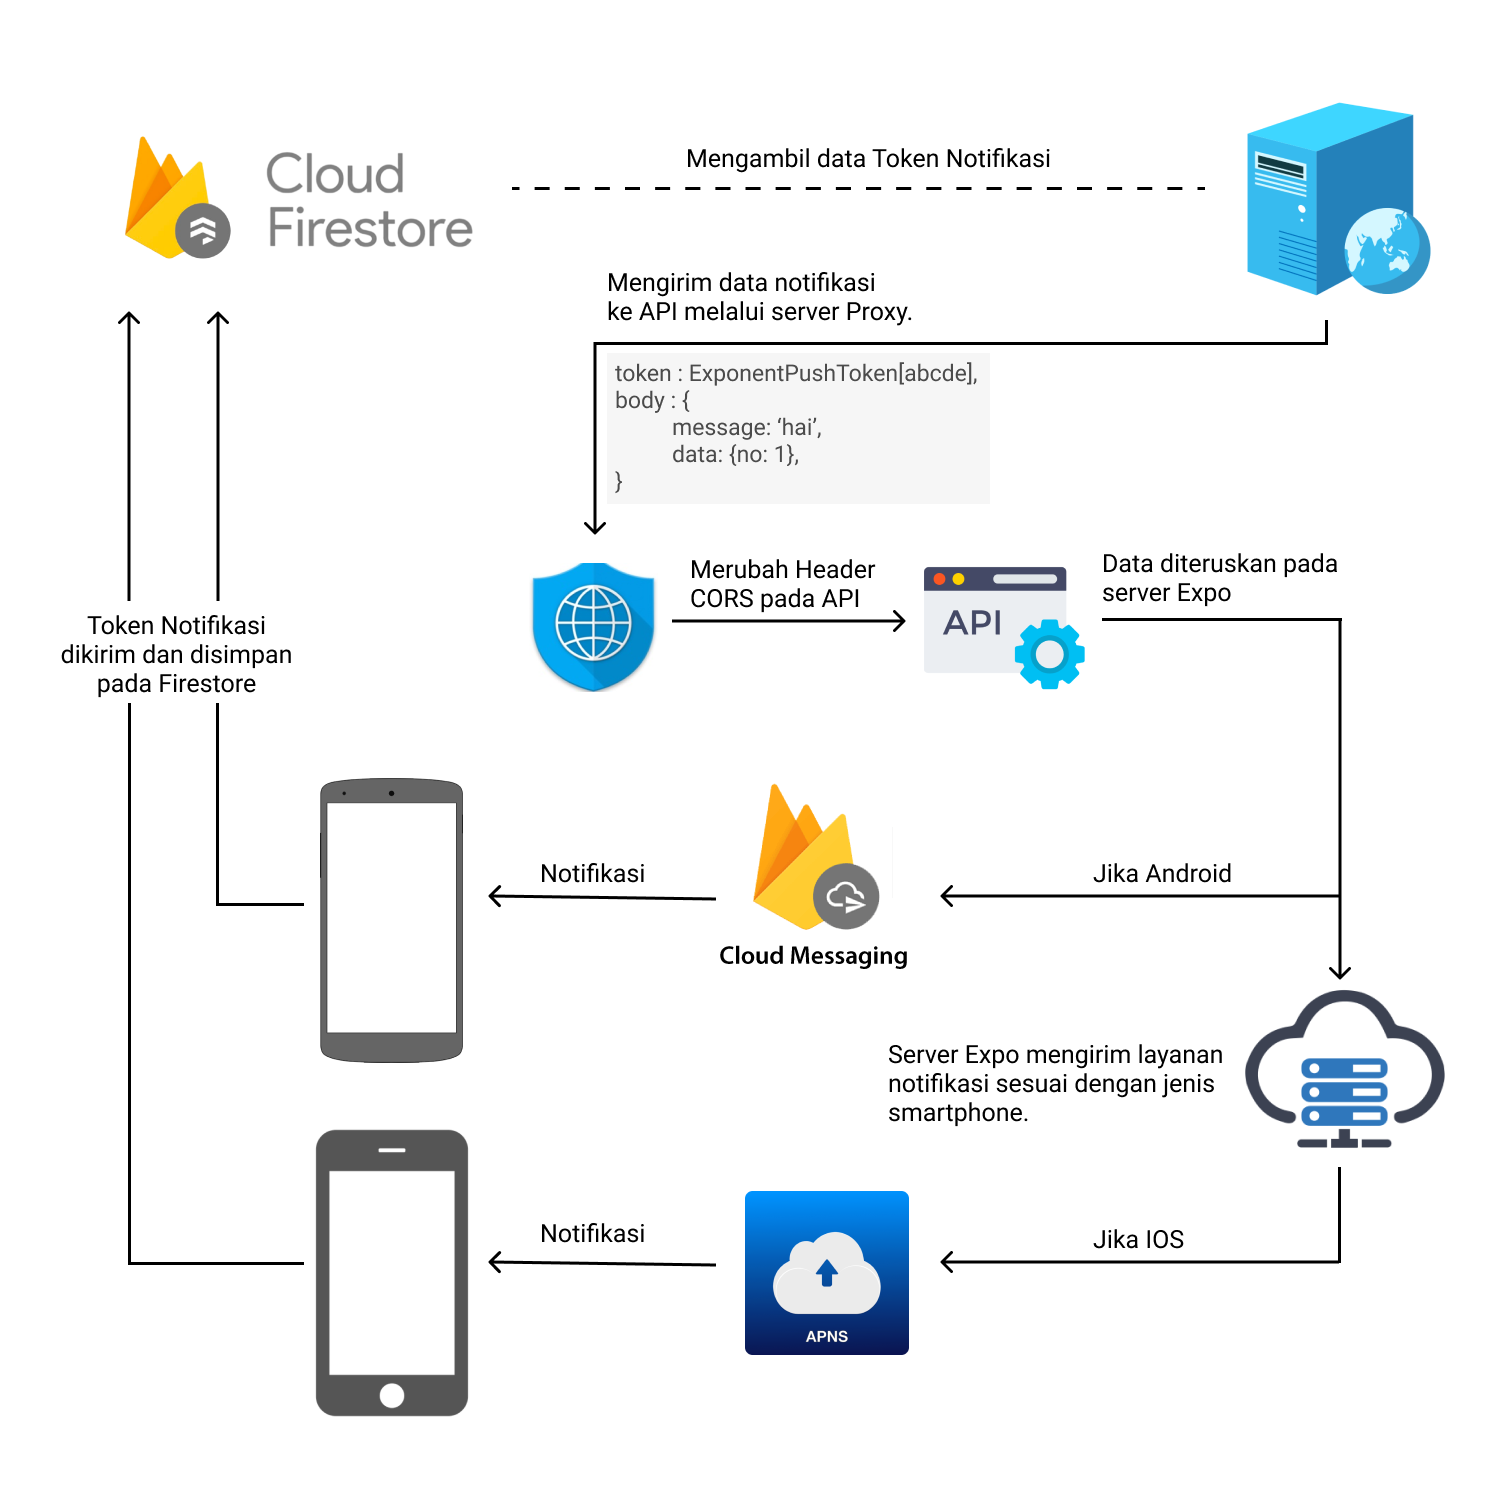 Cloud
Firestore
Mengambil data Token Notifikasi
Mengirim data notifikasi
ke API melalui server Proxy.
token : ExponentPushToken[abcde],
body : {
message: ‘hai’,
data: {no: 1},
}
Merubah Header
CORS pada API
API
Data diteruskan pada
server Expo
Token Notifikasi
dikirim dan disimpan
pada Firestore
Notifikasi
Cloud Messaging
Jika Android
Server Expo mengirim layanan
notifikasi sesuai dengan jenis
smartphone.
Notifikasi
APNS
Jika IOS